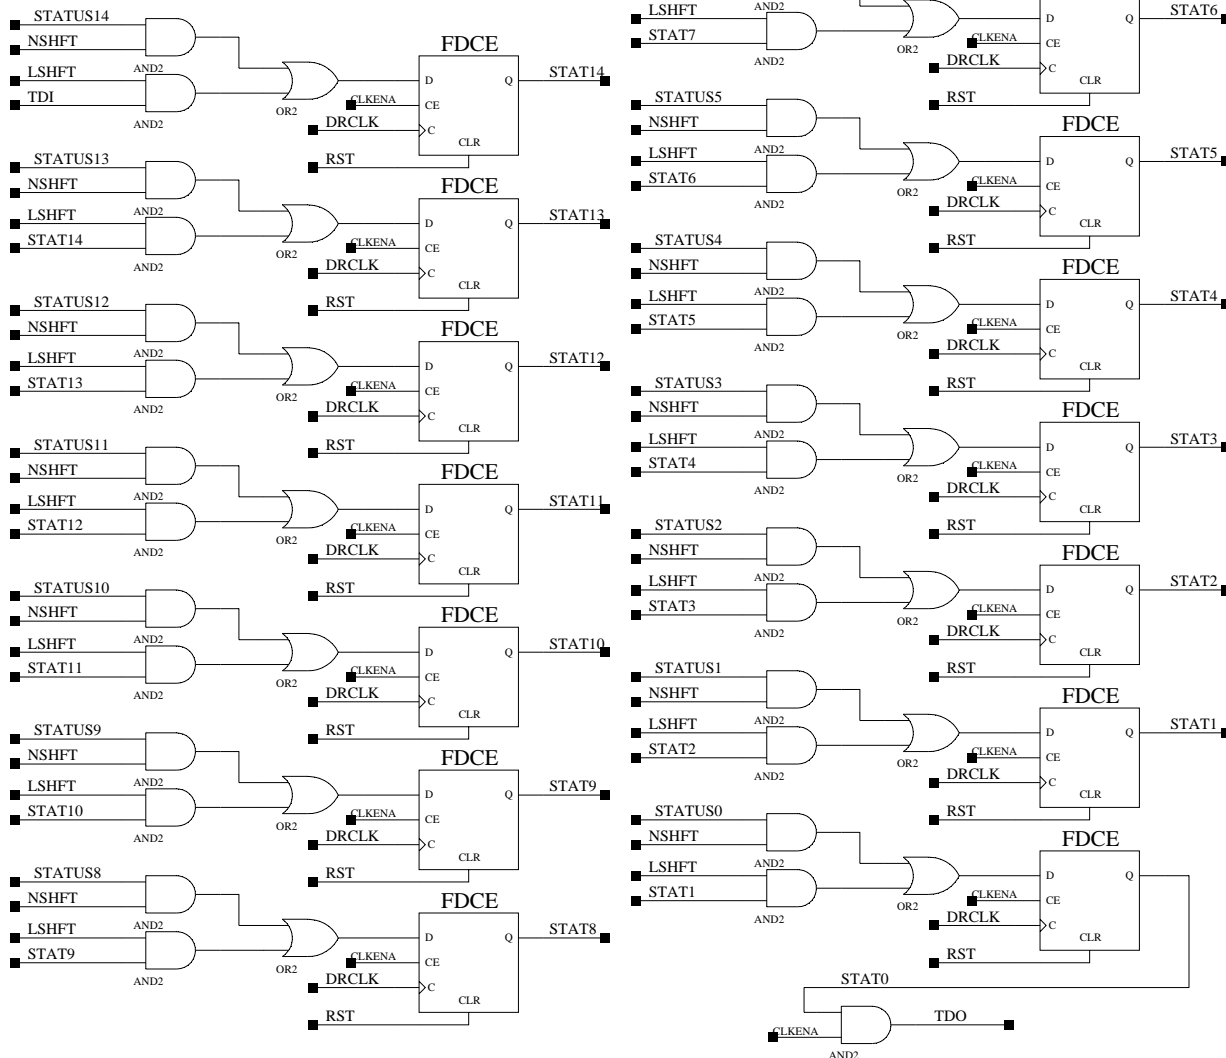 STATUS14
NSHFT
AND2
LSHFT
TDI
AND2
OR2
FDCE
D
Q
STAT14
CLKENA
CE
DRCLK
C
CLR
RST
STATUS13
NSHFT
AND2
LSHFT
STAT14
AND2
OR2
FDCE
D
Q
STAT13
CLKENA
CE
DRCLK
C
CLR
RST
STATUS12
NSHFT
AND2
LSHFT
STAT13
AND2
OR2
FDCE
D
Q
STAT12
CLKENA
CE
DRCLK
C
CLR
RST
STATUS11
NSHFT
AND2
LSHFT
STAT12
AND2
OR2
FDCE
D
Q
STAT11
CLKENA
CE
DRCLK
C
CLR
RST
STATUS10
NSHFT
AND2
LSHFT
STAT11
AND2
OR2
FDCE
D
Q
STAT10
CLKENA
CE
DRCLK
C
CLR
RST
STATUS9
NSHFT
AND2
LSHFT
STAT10
AND2
OR2
FDCE
D
Q
STAT9
CLKENA
CE
DRCLK
C
CLR
RST
STATUS8
NSHFT
AND2
LSHFT
STAT9
AND2
OR2
FDCE
D
Q
STAT8
CLKENA
CE
DRCLK
C
CLR
RST
AND2
LSHFT
STAT7
AND2
OR2
D
Q
STAT6
CLKENA
CE
DRCLK
C
CLR
RST
STATUS5
NSHFT
AND2
LSHFT
STAT6
AND2
OR2
FDCE
D
Q
STAT5
CLKENA
CE
DRCLK
C
CLR
RST
STATUS4
NSHFT
AND2
LSHFT
STAT5
AND2
OR2
FDCE
D
Q
STAT4
CLKENA
CE
DRCLK
C
CLR
RST
STATUS3
NSHFT
AND2
LSHFT
STAT4
AND2
OR2
FDCE
D
Q
STAT3
CLKENA
CE
DRCLK
C
CLR
RST
STATUS2
NSHFT
AND2
LSHFT
STAT3
AND2
OR2
FDCE
D
Q
STAT2
CLKENA
CE
DRCLK
C
CLR
RST
STATUS1
NSHFT
AND2
LSHFT
STAT2
AND2
OR2
FDCE
D
Q
STAT1
CLKENA
CE
DRCLK
C
CLR
RST
STATUS0
NSHFT
AND2
LSHFT
STAT1
AND2
OR2
FDCE
D
Q
CLKENA
CE
DRCLK
C
CLR
RST
STAT0
CLKENA
TDO
AND2